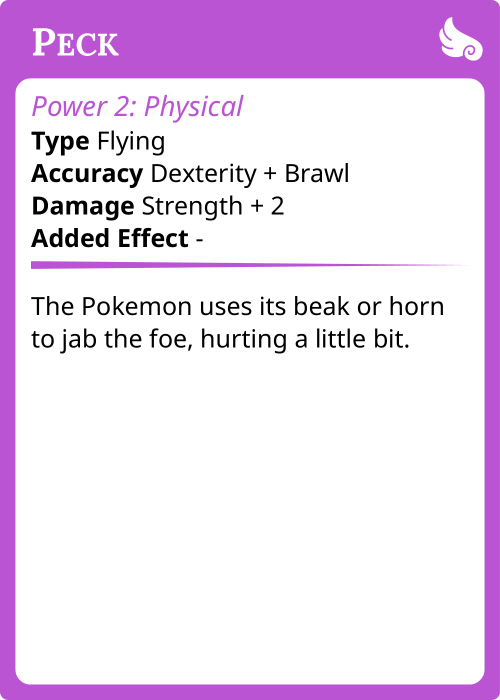 Peck
Power 2: Physical
Type Flying
Accuracy Dexterity + Brawl
Damage Strength + 2
Added Effect -
The Pokemon uses its beak or horn
to jab the foe, hurting a little bit.